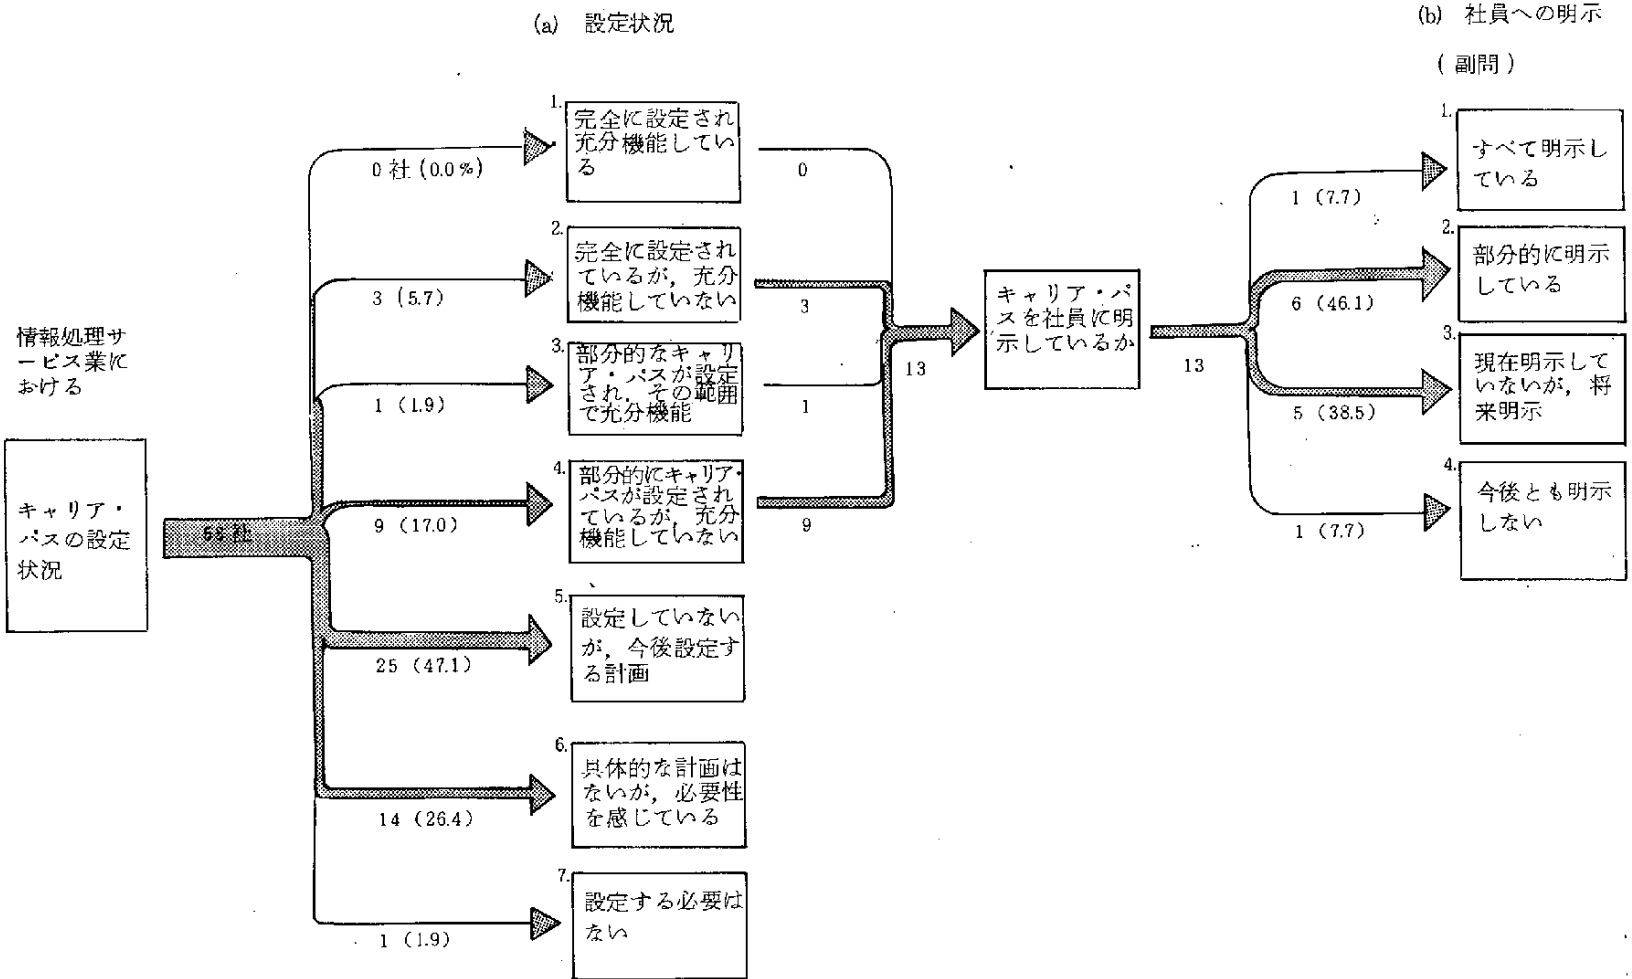 (a) 設定状況
(b) 社員への明示
(副問)
情報処理サ
ービス業に
おける
キャリア・
パスの設定
状況
0社(0.0%)
1.
完全に設定され
充分機能してい
る
0
3 (5.7)
2.
完全に設定され
ているが，充分
機能していない
3
1 (1.9)
3.
部分的なキャリ
ア・パスが設定
され，その範囲
で充分機能
1
9 (17.0)
4.
部分的にキャリア・
パスが設定され
ているが，充分
機能していない
9
25 (47.1)
5.
設定していない
が，今後設定す
る計画
14 (26.4)
6.
具体的な計画は
ないが，必要性
を感じている
1 (1.9)
7.
設定する必要は
ない
13
キャリア・パ
スを社員に明
示しているか
13
1 (7.7)
1.
すべて明示し
ている
6 (46.1)
2.
部分的に明示
している
5 (38.5)
3.
現在明示して
いないが，将
来明示
1 (7.7)
4.
今後とも明示
しない